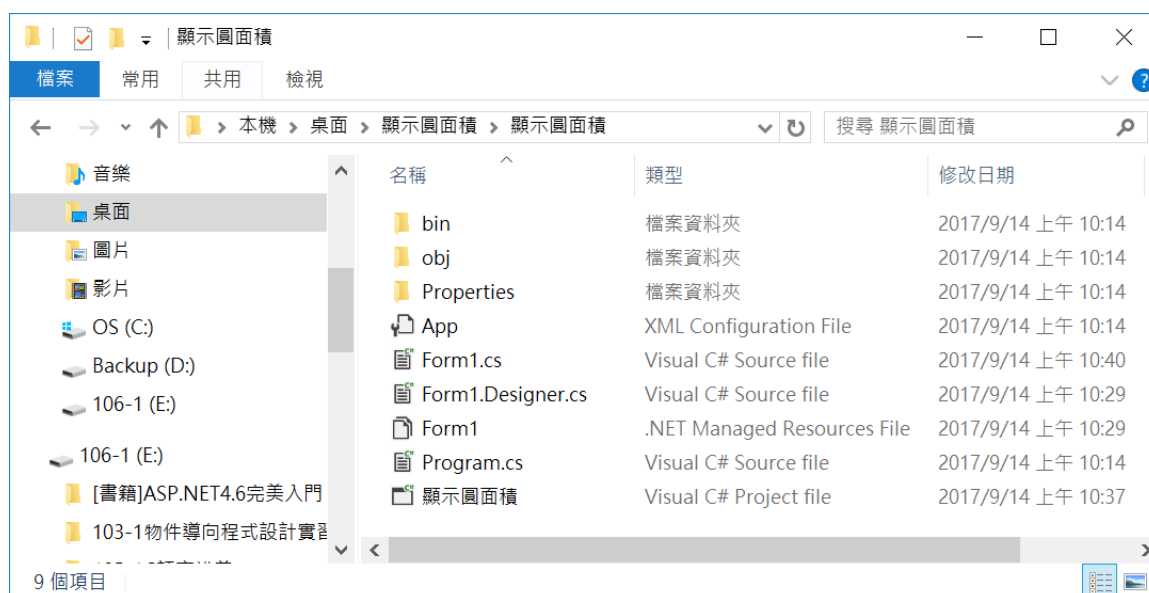 顯示圓面積
檔案 常用 共用 檢視
本機 桌面 顯示圓面積 顯示圓面積 搜尋 顯示圓面積
音樂
桌面
圖片
影片
OS (C:)
Backup (D:)
106-1 (E:)
106-1 (E:)
[書籍]ASP.NET4.6完美入門
103-1物件導向程式設計實習
名稱 類型 修改日期
bin 檔案資料夾 2017/9/14 上午 10:14
obj 檔案資料夾 2017/9/14 上午 10:14
Properties 檔案資料夾 2017/9/14 上午 10:14
App XML Configuration File 2017/9/14 上午 10:14
Form1.cs Visual C# Source file 2017/9/14 上午 10:40
Form1.Designer.cs Visual C# Source file 2017/9/14 上午 10:29
Form1 .NET Managed Resources File 2017/9/14 上午 10:29
Program.cs Visual C# Source file 2017/9/14 上午 10:14
顯示圓面積 Visual C# Project file 2017/9/14 上午 10:37
9 個項目